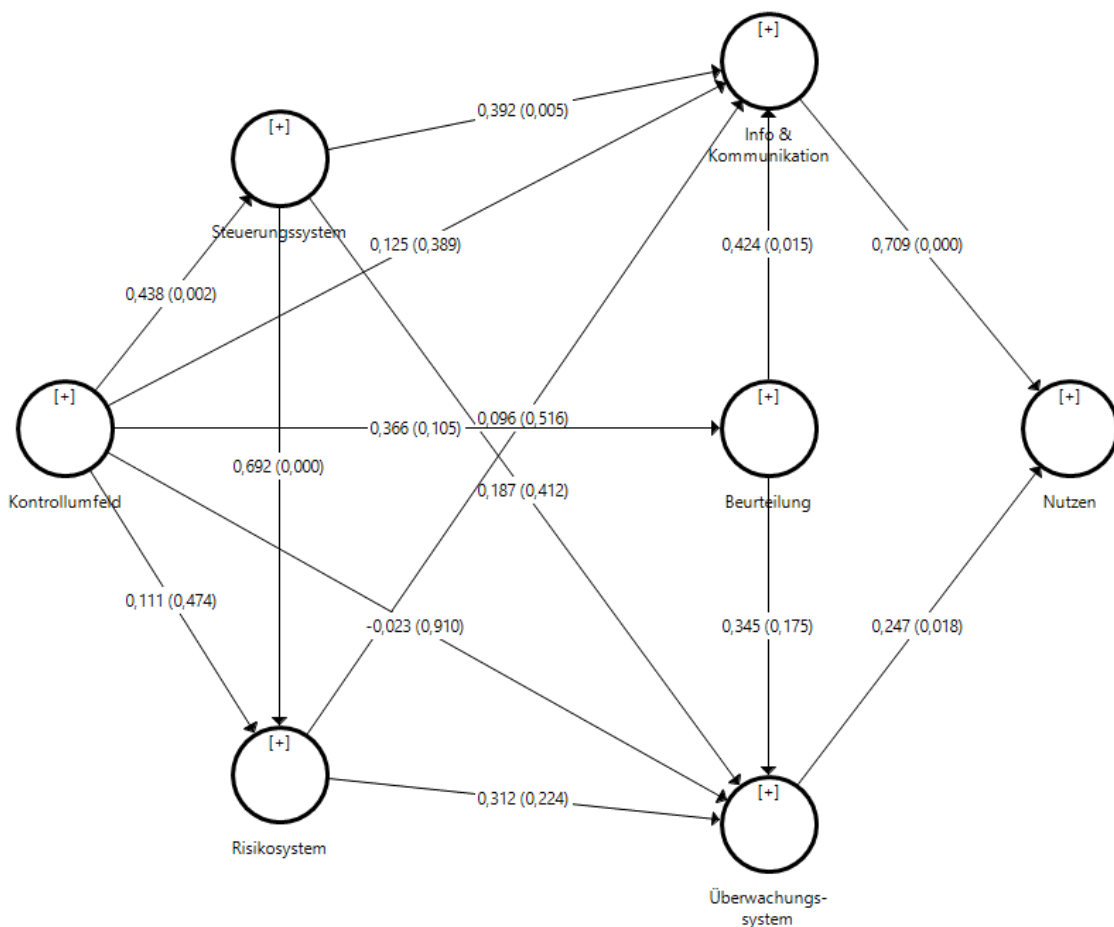 [+]
[+]
0,392 (0,005)
Info &
Kommunikation
Steuerungssystem
0,125 (0,389)
0,424 (0,015)
0,709 (0,000)
0,438 (0,002)
[+]
[+]
[+]
0,096 (0,516)
0,366 (0,105)
0,692 (0,000)
0,187 (0,412)
Kontrollumfeld
Beurteilung
Nutzen
0,111 (0,474)
-0,023 (0,910)
0,345 (0,175)
0,247 (0,018)
[+]
[+]
0,312 (0,224)
Risikosystem
Überwachungs-
system